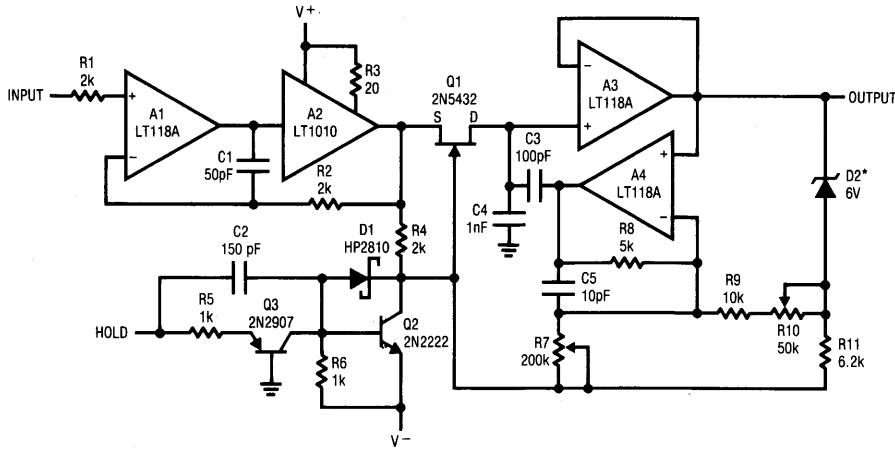 V+
R1
2k
INPUT
+
−
A1
LT118A
A2
LT1010
R3
20
Q1
2N5432
S D
−
+
A3
LT118A
OUTPUT
C1
50pF
R2
2k
C3
100pF
+
−
A4
LT118A
D2*
6V
C4
1nF
R4
2k
R8
5k
C2
150 pF
D1
HP2810
C5
10pF
R9
10k
R10
50k
R5
1k
Q3
2N2907
HOLD
Q2
2N2222
R6
1k
R7
200k
R11
6.2k
V−